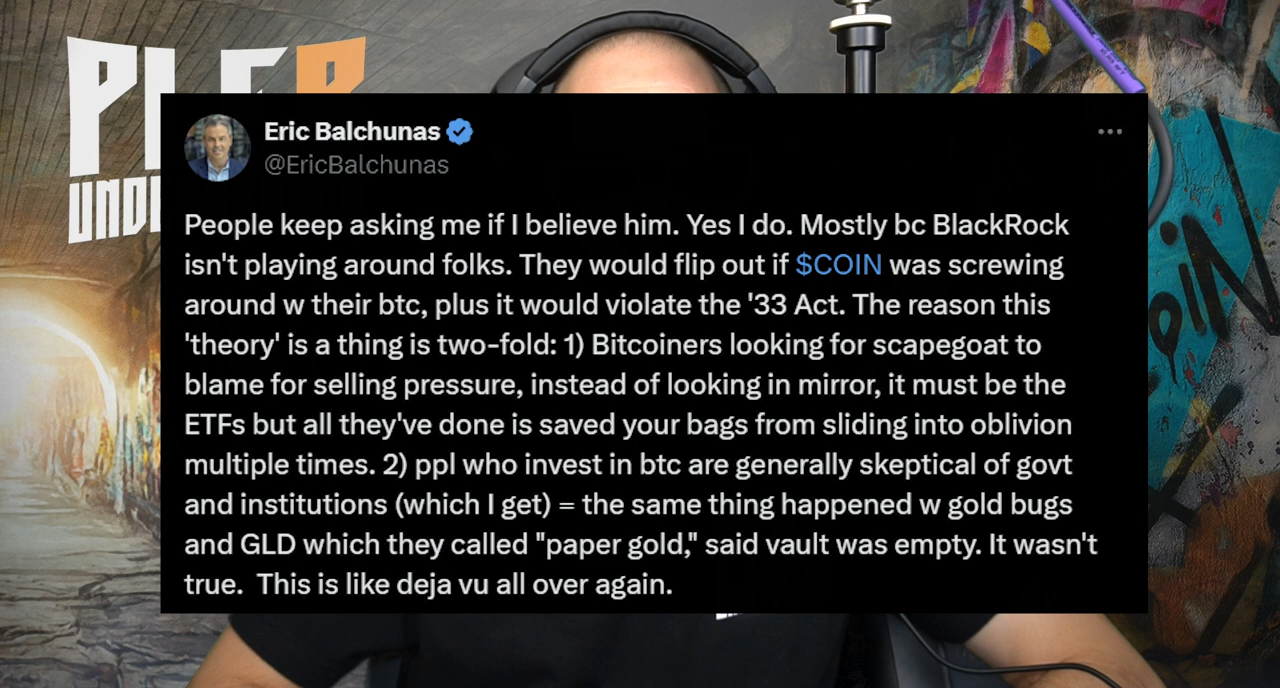 Eric Balchunas
@EricBalchunas
People keep asking me if I believe him. Yes I do. Mostly bc BlackRock
isn't playing around folks. They would flip out if $COIN was screwing
around w their btc, plus it would violate the '33 Act. The reason this
'theory' is a thing is two-fold: 1) Bitcoiners looking for scapegoat to
blame for selling pressure, instead of looking in mirror, it must be the
ETFs but all they've done is saved your bags from sliding into oblivion
multiple times. 2) ppl who invest in btc are generally skeptical of govt
and institutions (which I get) = the same thing happened w gold bugs
and GLD which they called "paper gold," said vault was empty. It wasn't
true.  This is like deja vu all over again.